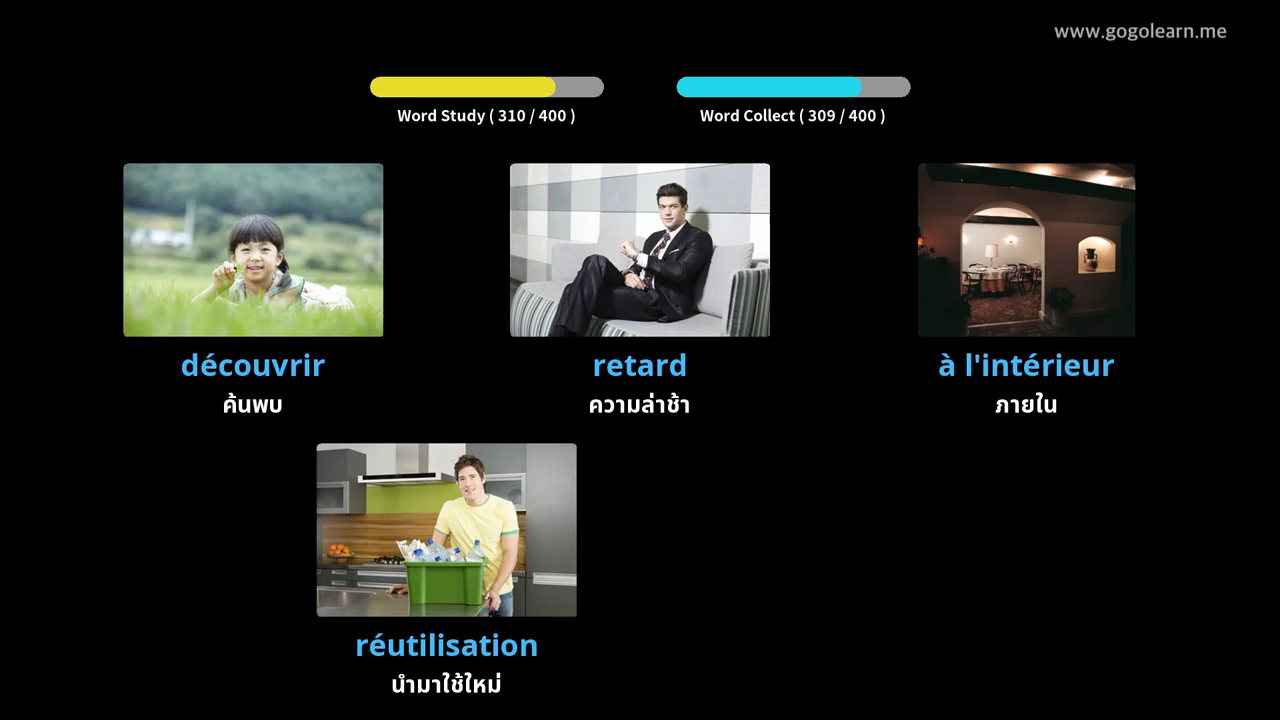 www.gogolearn.me
Word Study ( 310 / 400 )
Word Collect ( 309 / 400 )
découvrir
ค้นพบ
retard
ความล่าช้า
à l'intérieur
ภายใน
réutilisation
นำมาใช้ใหม่